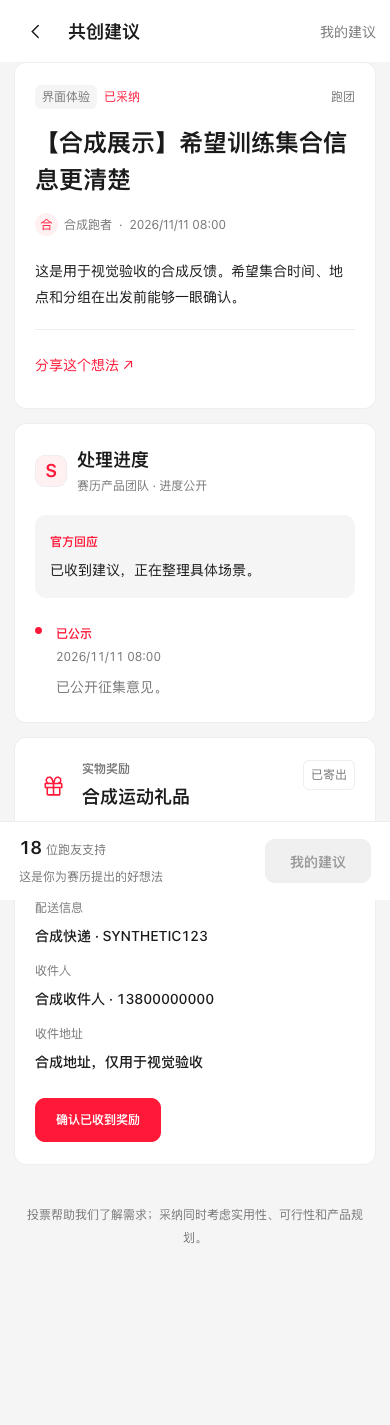 共创建议
我的建议
界面体验
已采纳
跑团
【合成展示】希望训练集合信
息更清楚
合
合成跑者 · 2026/11/11 08:00
这是用于视觉验收的合成反馈。希望集合时间、地
点和分组在出发前能够一眼确认。
分享这个想法
S
处理进度
赛历产品团队 · 进度公开
官方回应
已收到建议，正在整理具体场景。
已公示
2026/11/11 08:00
已公开征集意见。
实物奖励
已寄出
合成运动礼品
18 位跑友支持
这是你为赛历提出的好想法
我的建议
配送信息
合成快递 · SYNTHETIC123
收件人
合成收件人 · 13800000000
收件地址
合成地址，仅用于视觉验收
确认已收到奖励
投票帮助我们了解需求；采纳同时考虑实用性、可行性和产品规
划。